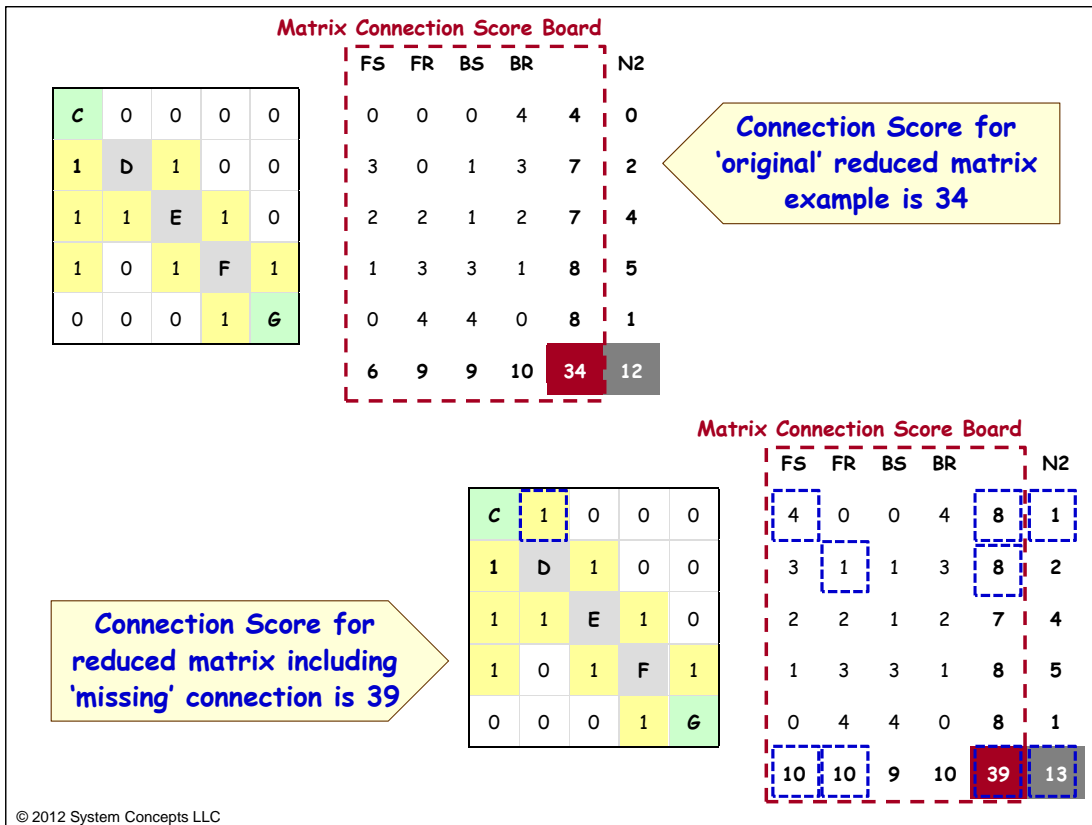 Matrix Connection Score Board
FS FR BS BR N2
C 0 0 0 0
1 D 1 0 0
1 1 E 1 0
1 0 1 F 1
0 0 0 1 G
0 0 0 4 4 0
3 0 1 3 7 2
2 2 1 2 7 4
1 3 3 1 8 5
0 4 4 0 8 1
6 9 9 10 34 12
Connection Score for
‘original’ reduced matrix
example is 34
Matrix Connection Score Board
FS FR BS BR N2
C 1 0 0 0
1 D 1 0 0
1 1 E 1 0
1 0 1 F 1
0 0 0 1 G
4 0 0 4 8 1
3 1 1 3 8 2
2 2 1 2 7 4
1 3 3 1 8 5
0 4 4 0 8 1
10 10 9 10 39 13
Connection Score for
reduced matrix including
‘missing’ connection is 39
© 2012 System Concepts LLC